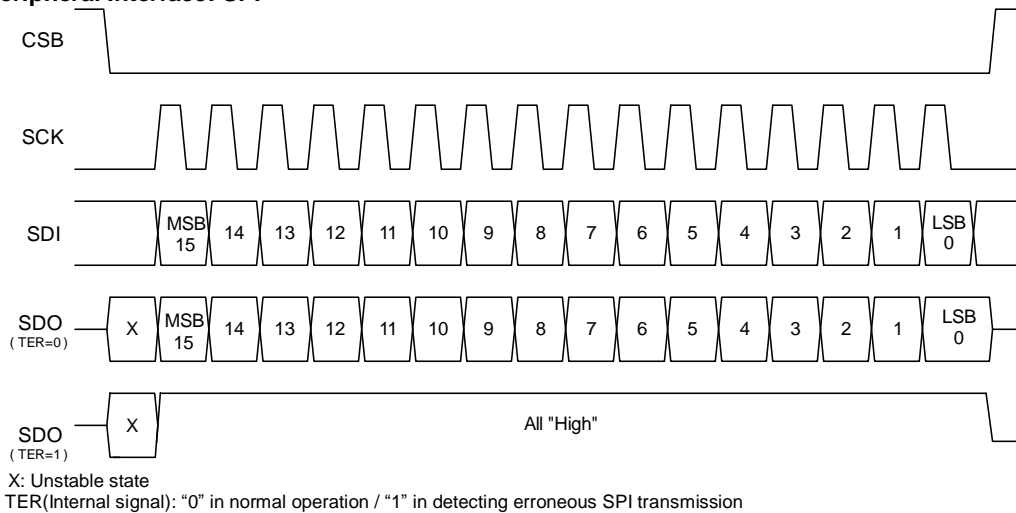 CSB
SCK
SDI
MSB 15 14 13 12 11 10 9 8 7 6 5 4 3 2 1 LSB 0
SDO
( TER=0 )
X MSB 15 14 13 12 11 10 9 8 7 6 5 4 3 2 1 LSB 0
SDO
( TER=1 )
X All "High"
X: Unstable state
TER(Internal signal): “0” in normal operation / “1” in detecting erroneous SPI transmission